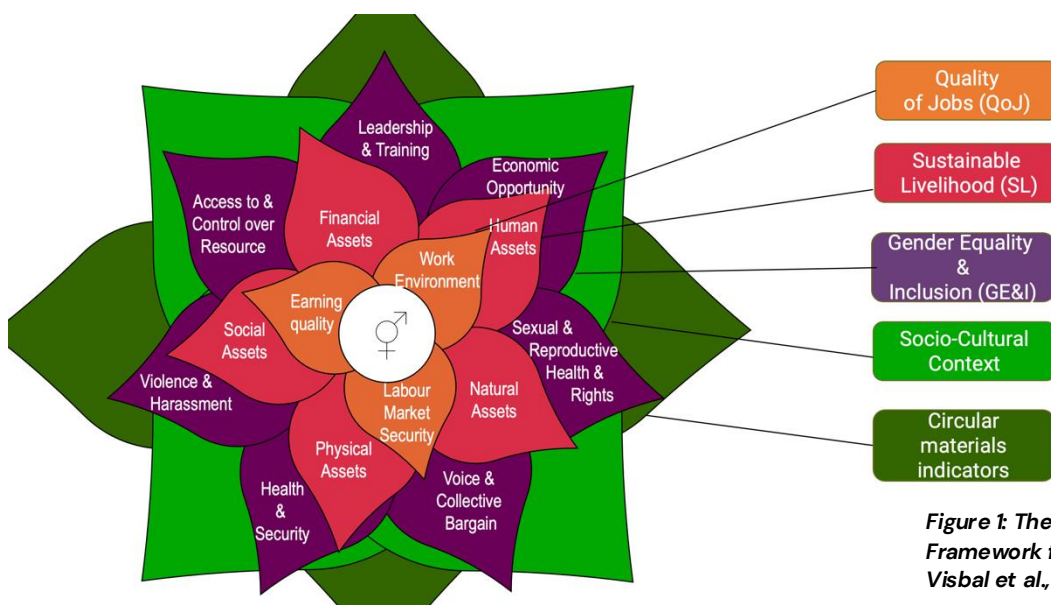 Leadership
& Training
Economic
Opportunity
Access to &
Control over
Resource
Financial
Assets
Human
Assets
Work
Environment
Earning
quality
Social
Assets
Sexual &
Reproductive
Health &
Rights
Violence &
Harassment
Labour
Market
Security
Natural
Assets
Physical
Assets
Health
&
Security
Voice &
Collective
Bargain
Quality
of Jobs (QoJ)
Sustainable
Livelihood (SL)
Gender Equality
&
Inclusion (GE&I)
Socio-Cultural
Context
Circular
materials
indicators
Figure 1: The
Framework
Visbal et al.,